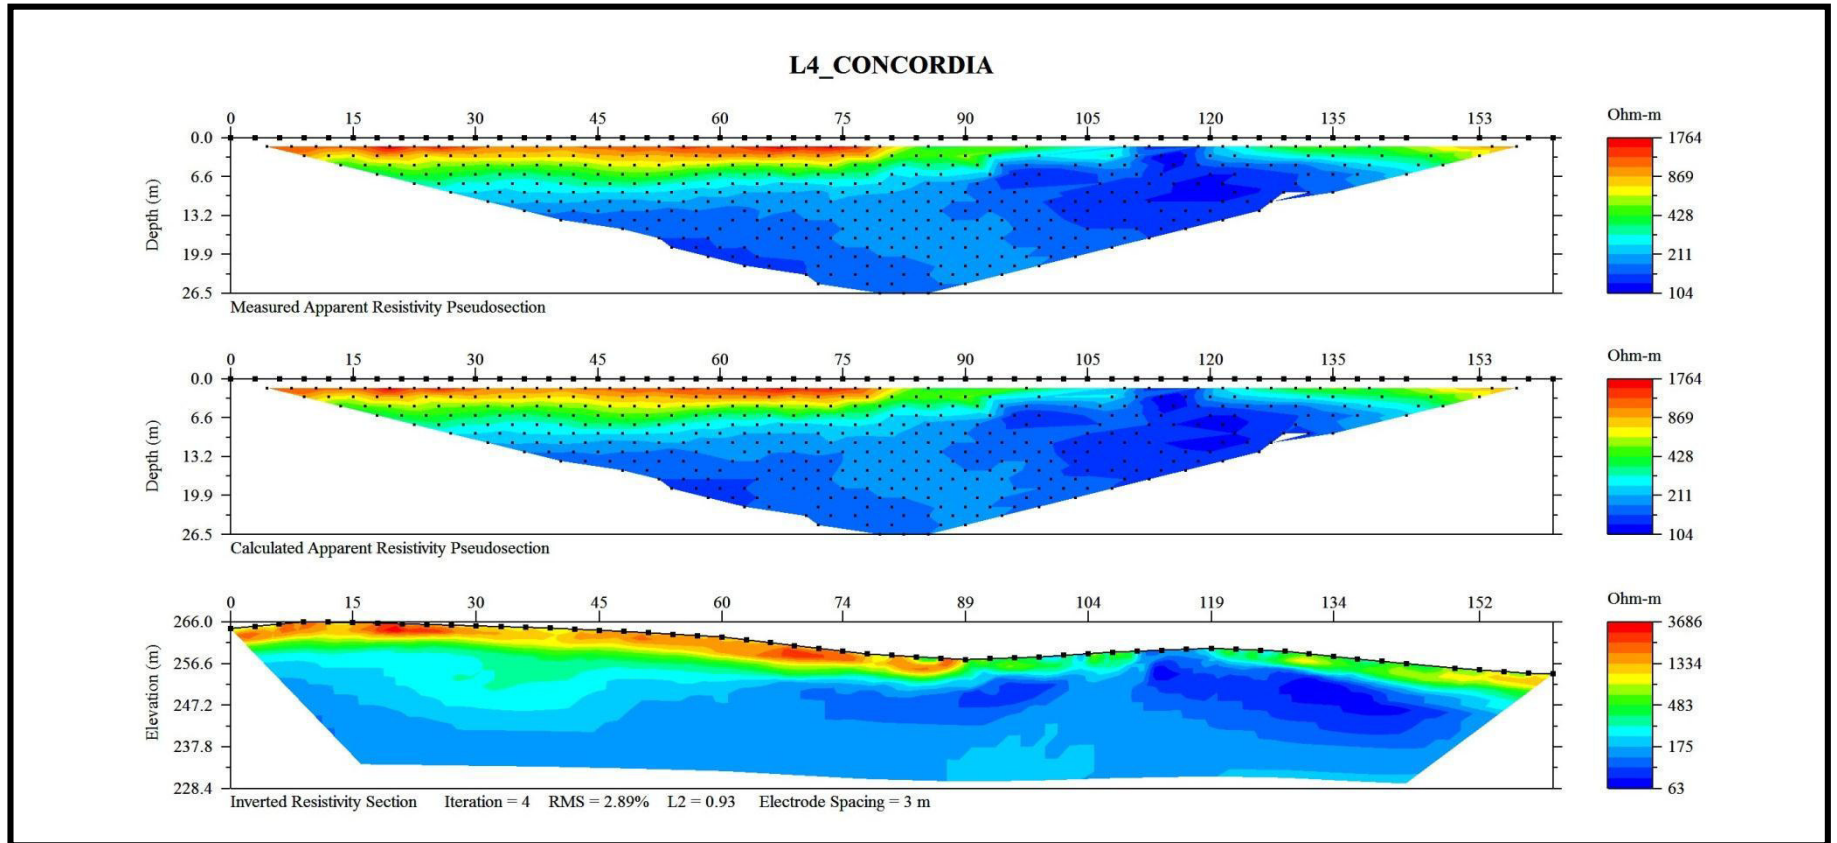 L4_CONCORDIA
0 15 30 45 60 75 90 105 120 135 153
Ohm-m
Depth (m)
0.0
6.6
13.2
19.9
26.5
1764
869
428
211
104
Measured Apparent Resistivity Pseudosection
0 15 30 45 60 75 90 105 120 135 153
Ohm-m
Depth (m)
0.0
6.6
13.2
19.9
26.5
1764
869
428
211
104
Calculated Apparent Resistivity Pseudosection
0 15 30 45 60 74 89 104 119 134 152
Ohm-m
Elevation (m)
266.0
256.6
247.2
237.8
228.4
3686
1334
483
175
63
Inverted Resistivity Section Iteration = 4 RMS = 2.89% L2 = 0.93 Electrode Spacing = 3 m